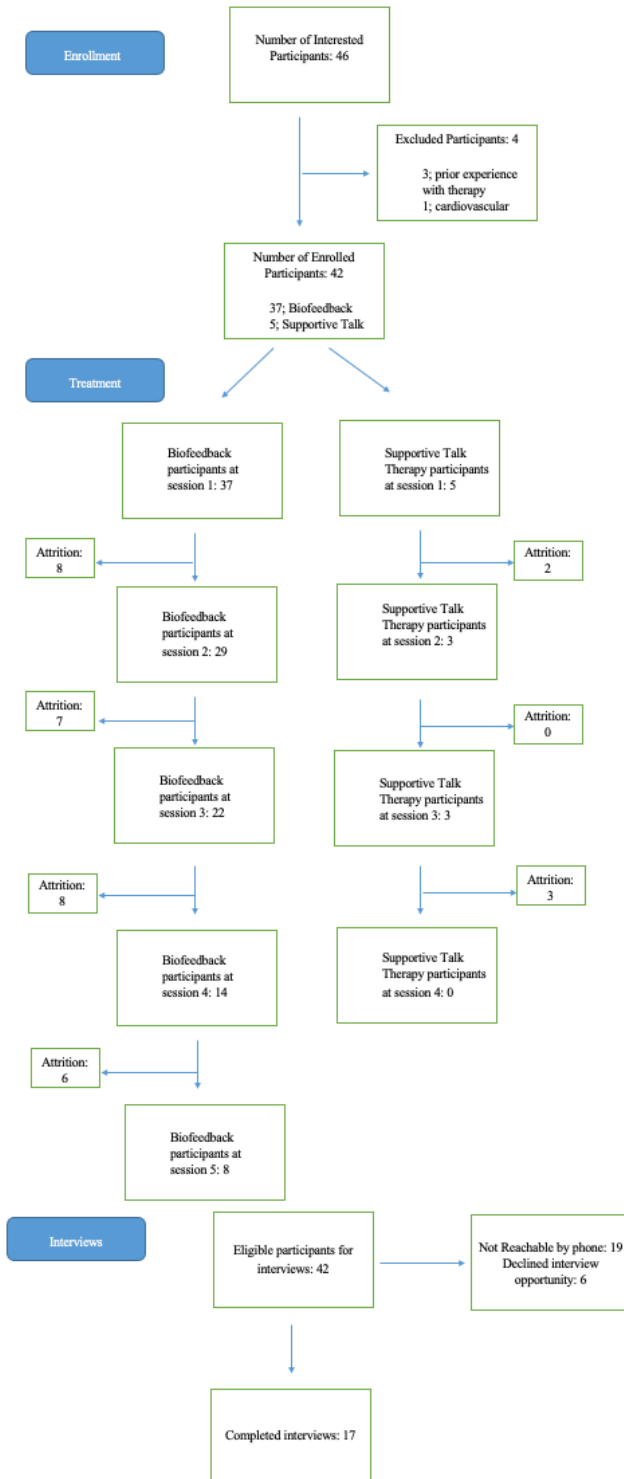 Enrollment
Number of Interested
Participants: 46
Excluded Participants: 4
3; prior experience
with therapy
1; cardiovascular
Number of Enrolled
Participants: 42
37; Biofeedback
5; Supportive Talk
Treatment
Biofeedback
participants at
session 1: 37
Supportive Talk
Therapy participants
at session 1: 5
Attrition:
8
Attrition:
2
Biofeedback
participants at
session 2: 29
Supportive Talk
Therapy participants
at session 2: 3
Attrition:
7
Attrition:
0
Biofeedback
participants at
session 3: 22
Supportive Talk
Therapy participants
at session 3: 3
Attrition:
8
Attrition:
3
Biofeedback
participants at
session 4: 14
Supportive Talk
Therapy participants
at session 4: 0
Attrition:
6
Biofeedback
participants at
session 5: 8
Interviews
Eligible participants for
interviews: 42
Not Reachable by phone: 19
Declined interview
opportunity: 6
Completed interviews: 17